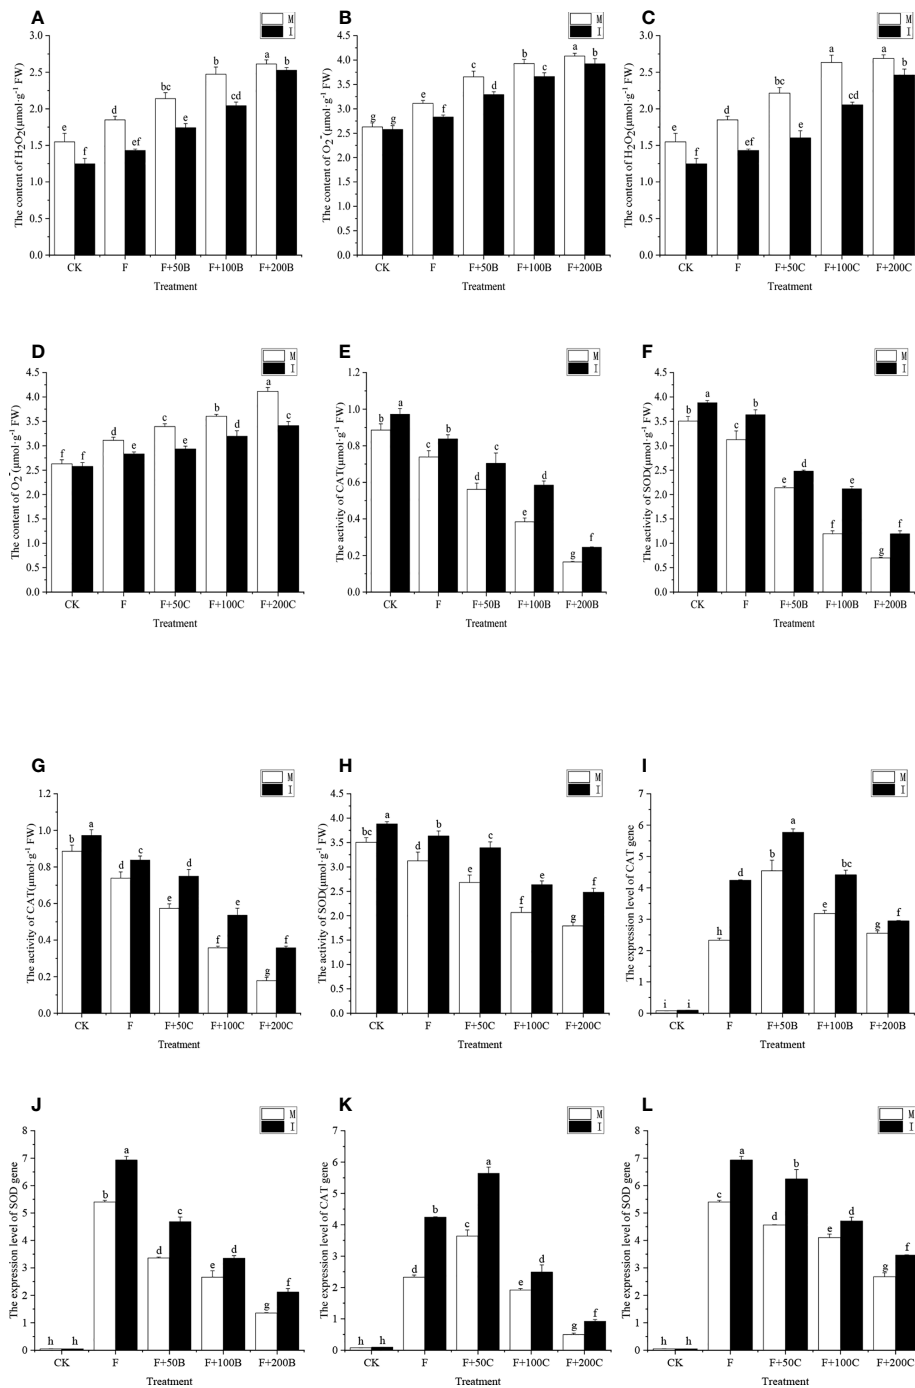 A
M
I
The content of H2O2(μmol·g-1 FW)
3.0
2.5
2.0
1.5
1.0
0.5
0.0
e
f
d
ef
bc
e
b
cd
a
b
CK F F+50B F+100B F+200B
Treatment
B
M
I
The content of O2-(μmol·g-1 FW)
4.5
4.0
3.5
3.0
2.5
2.0
1.5
1.0
0.5
0.0
g
g
e
f
c
d
b
c
a
b
CK F F+50B F+100B F+200B
Treatment
C
M
I
The content of H2O2(μmol·g-1 FW)
3.0
2.5
2.0
1.5
1.0
0.5
0.0
e
f
d
ef
c
e
a
cd
a
b
CK F F+50C F+100C F+200C
Treatment
D
M
I
The content of O2-(μmol·g-1 FW)
4.5
4.0
3.5
3.0
2.5
2.0
1.5
1.0
0.5
0.0
f
f
d
e
c
e
b
c
a
c
CK F F+50C F+100C F+200C
Treatment
E
M
I
The activity of CAT(μmol·g-1 FW)
1.2
1.0
0.8
0.6
0.4
0.2
0.0
b
a
c
b
d
c
e
d
g
f
CK F F+50B F+100B F+200B
Treatment
F
M
I
The activity of SOD(μmol·g-1 FW)
4.5
4.0
3.5
3.0
2.5
2.0
1.5
1.0
0.5
0.0
b
a
c
b
e
d
f
e
g
f
CK F F+50B F+100B F+200B
Treatment
G
M
I
The activity of CAT(μmol·g-1 FW)
1.2
1.0
0.8
0.6
0.4
0.2
0.0
b
a
d
c
e
d
f
e
g
f
CK F F+50C F+100C F+200C
Treatment
H
M
I
The activity of SOD(μmol·g-1 FW)
4.5
4.0
3.5
3.0
2.5
2.0
1.5
1.0
0.5
0.0
bc
a
d
b
e
c
f
e
g
f
CK F F+50C F+100C F+200C
Treatment
I
M
I
The expression level of CAT gene
7
6
5
4
3
2
1
0
i
i
h
d
b
a
e
bc
g
f
CK F F+50B F+100B F+200B
Treatment
J
M
I
The expression level of SOD gene
8
7
6
5
4
3
2
1
0
h
h
b
a
d
c
e
d
g
f
CK F F+50B F+100B F+200B
Treatment
K
M
I
The expression level of CAT gene
7
6
5
4
3
2
1
0
h
h
d
b
c
a
e
d
g
f
CK F F+50C F+100C F+200C
Treatment
L
M
I
The expression level of SOD gene
8
7
6
5
4
3
2
1
0
h
h
c
a
d
b
e
d
g
f
CK F F+50C F+100C F+200C
Treatment